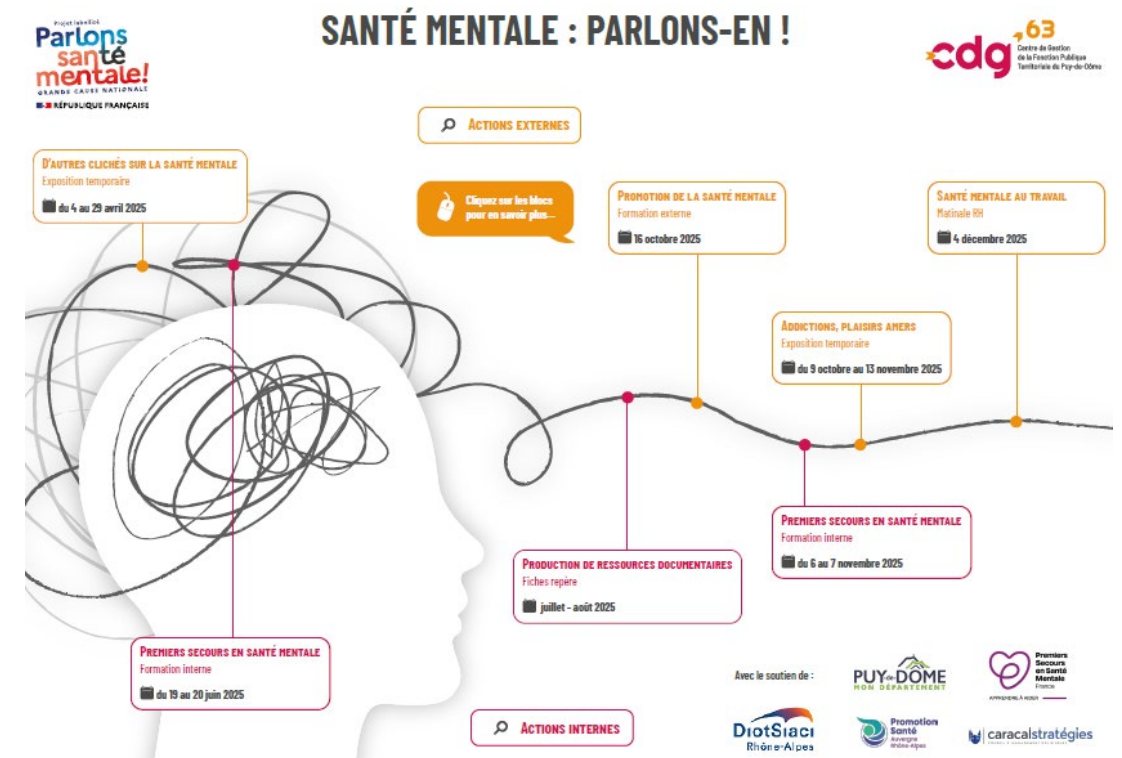 SANTÉ MENTALE : PARLONS-EN !
Projet labellisé
Parlons
santé
mentale!
GRANDE CAUSE NATIONALE
RÉPUBLIQUE FRANÇAISE
cdg,63
Centre de Gestion
de la Fonction Publique
Territoriale du Puy-de-Dôme
ACTIONS EXTERNES
D'AUTRES CLICHÉS SUR LA SANTÉ MENTALE
Exposition temporaire
du 4 au 29 avril 2025
Cliquez sur les blocs
pour en savoir plus...
PROMOTION DE LA SANTÉ MENTALE
Formation externe
16 octobre 2025
SANTÉ MENTALE AU TRAVAIL
Matinale RH
4 décembre 2025
ADDICTIONS, PLAISIRS AMERS
Exposition temporaire
du 9 octobre au 13 novembre 2025
PREMIERS SECOURS EN SANTÉ MENTALE
Formation interne
du 6 au 7 novembre 2025
PRODUCTION DE RESSOURCES DOCUMENTAIRES
Fiches repère
juillet - août 2025
PREMIERS SECOURS EN SANTÉ MENTALE
Formation interne
du 19 au 20 juin 2025
ACTIONS INTERNES
Avec le soutien de :
PUY-de-DÔME
MON DÉPARTEMENT
Premiers
Secours
en Santé
Mentale
France
APPRENDRE À AIDER
DIOTSIACI
Rhône-Alpes
Promotion
Santé
Auvergne
Rhône-Alpes
caracalstratégies